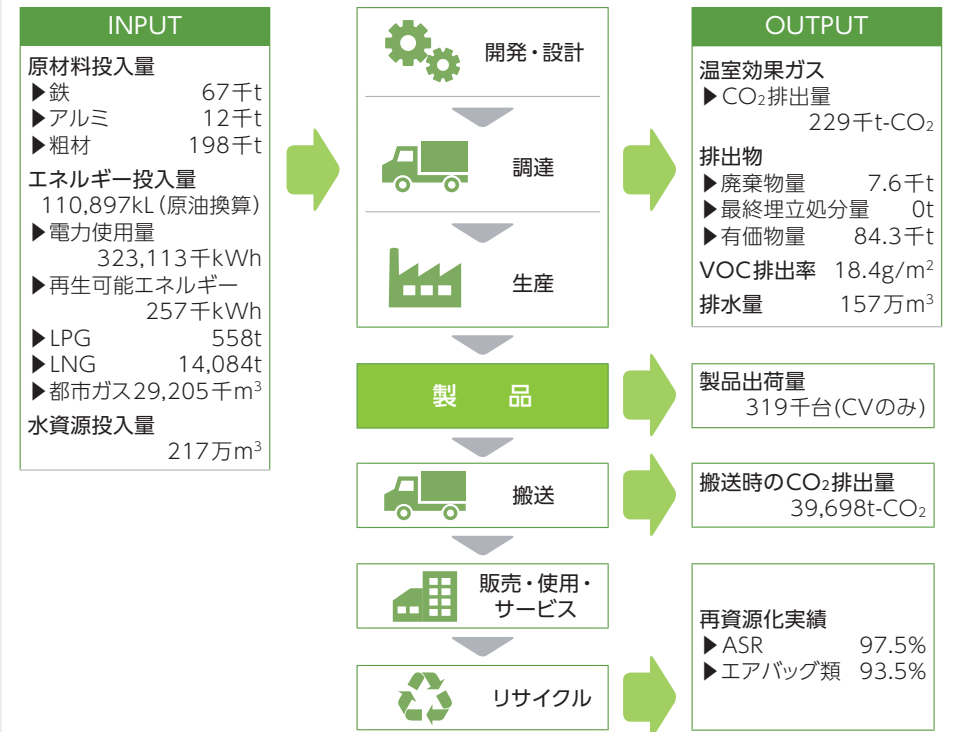 INPUT
原材料投入量
▶鉄 67千t
▶アルミ 12千t
▶粗材 198千t
エネルギー投入量
110,897kL(原油換算)
▶電力使用量
323,113千kWh
▶再生可能エネルギー
257千kWh
▶LPG 558t
▶LNG 14,084t
▶都市ガス29,205千m³
水資源投入量
217万m³
開発・設計
調達
生産
製 品
搬送
販売・使用・
サービス
リサイクル
OUTPUT
温室効果ガス
▶CO₂排出量
229千t-CO₂
排出物
▶廃棄物量 7.6千t
▶最終埋立処分量 0t
▶有価物量 84.3千t
VOC排出率 18.4g/m²
排水量 157万m³
製品出荷量
319千台(CVのみ)
搬送時のCO₂排出量
39,698t-CO₂
再資源化実績
▶ASR 97.5%
▶エアバッグ類 93.5%